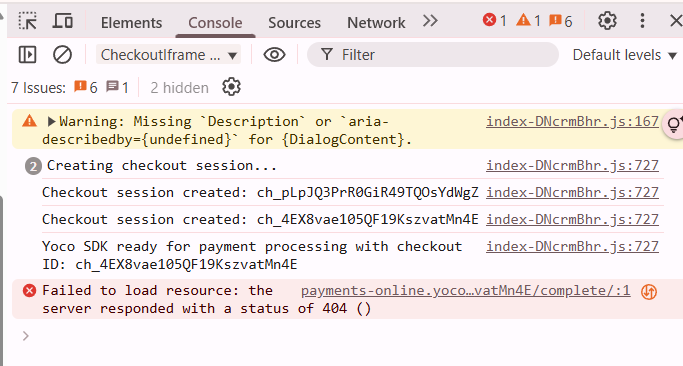 Elements Console Sources Network 1 1 6
CheckoutIframe ... Filter Default levels
7 Issues: 6 1 2 hidden
Warning: Missing `Description` or `aria- index-DNcrmBhr.js:167
describedby={undefined}` for {DialogContent}.
2 Creating checkout session... index-DNcrmBhr.js:727
Checkout session created: ch_pLpJQ3PrR0GiR49TQOsYdWgZ index-DNcrmBhr.js:727
Checkout session created: ch_4EX8vae105QF19KszvatMn4E index-DNcrmBhr.js:727
Yoco SDK ready for payment processing with checkout index-DNcrmBhr.js:727
ID: ch_4EX8vae105QF19KszvatMn4E
Failed to load resource: the payments-online.yoco…vatMn4E/complete/:1
server responded with a status of 404 ()